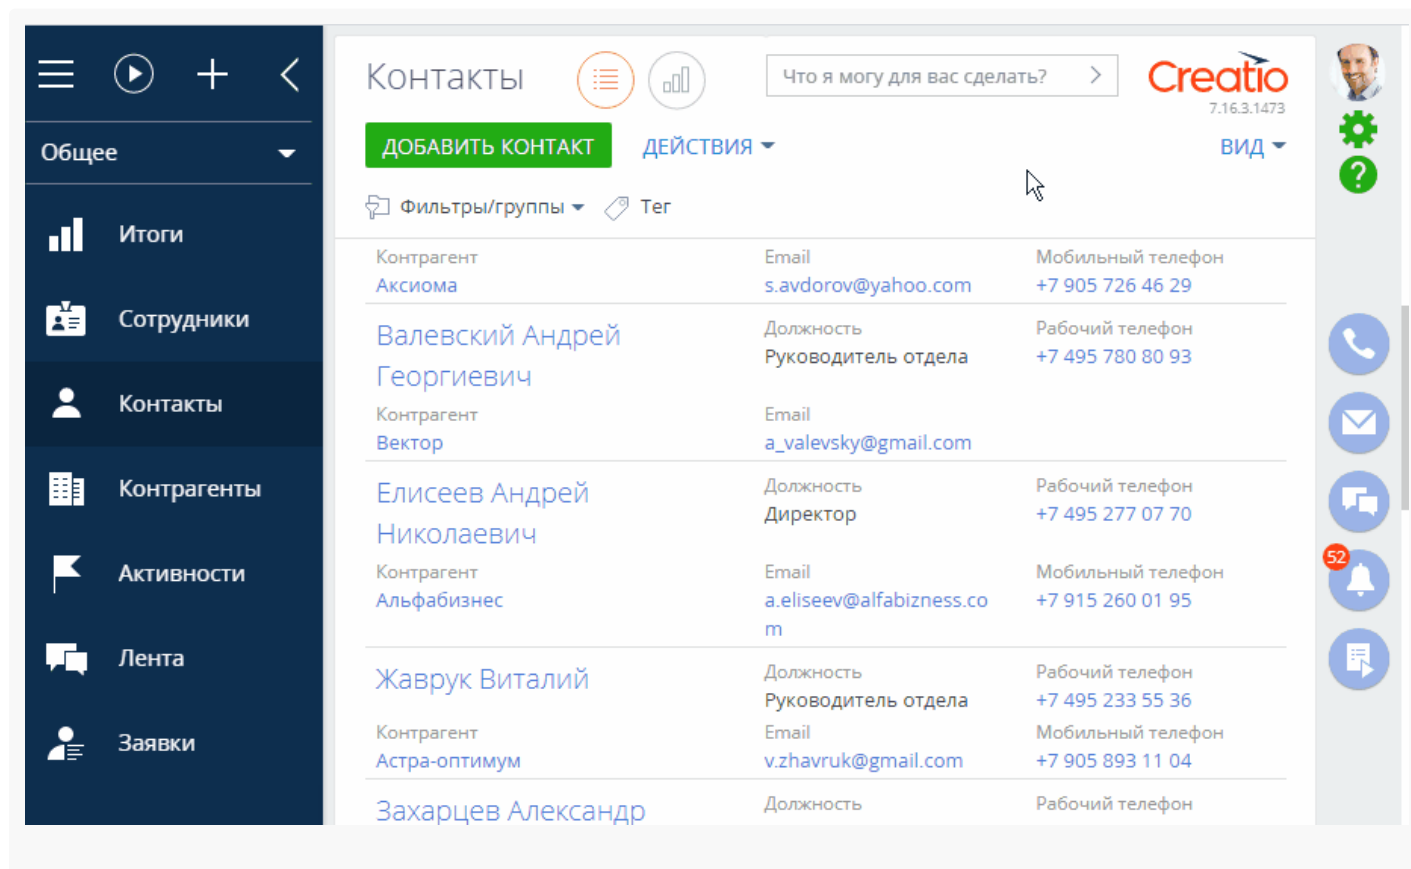 Общее
Итоги
Сотрудники
Контакты
Контрагенты
Активности
Лента
Заявки
Контакты
Что я могу для вас сделать?
Creatio
7.16.3.1473
ДОБАВИТЬ КОНТАКТ
ДЕЙСТВИЯ
ВИД
Фильтры/группы
Тег
Контрагент Email Мобильный телефон
Аксиома s.avdorov@yahoo.com +7 905 726 46 29
Валевский Андрей
Георгиевич
Должность Рабочий телефон
Руководитель отдела +7 495 780 80 93
Контрагент Email
Вектор a_valevsky@gmail.com
Елисеев Андрей
Николаевич
Должность Рабочий телефон
Директор +7 495 277 07 70
Контрагент Email Мобильный телефон
Альфабизнес a.eliseev@alfabizness.co +7 915 260 01 95
m
Жаврук Виталий
Должность Рабочий телефон
Руководитель отдела +7 495 233 55 36
Контрагент Email Мобильный телефон
Астра-оптимум v.zhavruk@gmail.com +7 905 893 11 04
Захарцев Александр
Должность Рабочий телефон
?
52